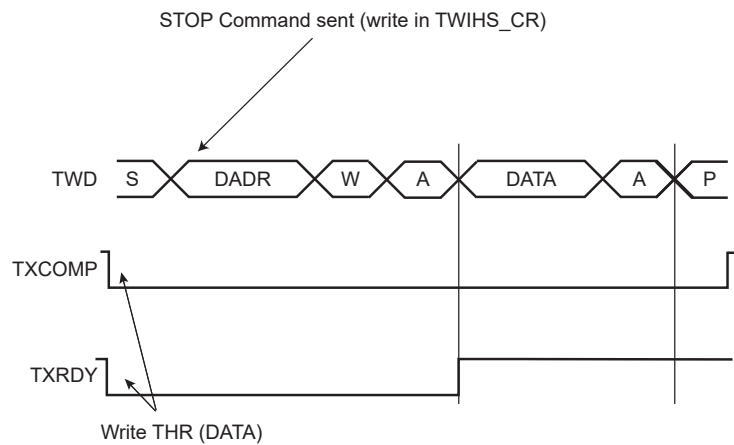 STOP Command sent (write in TWIHS_CR)
TWD S DADR W A DATA A P
TXCOMP
TXRDY
Write THR (DATA)